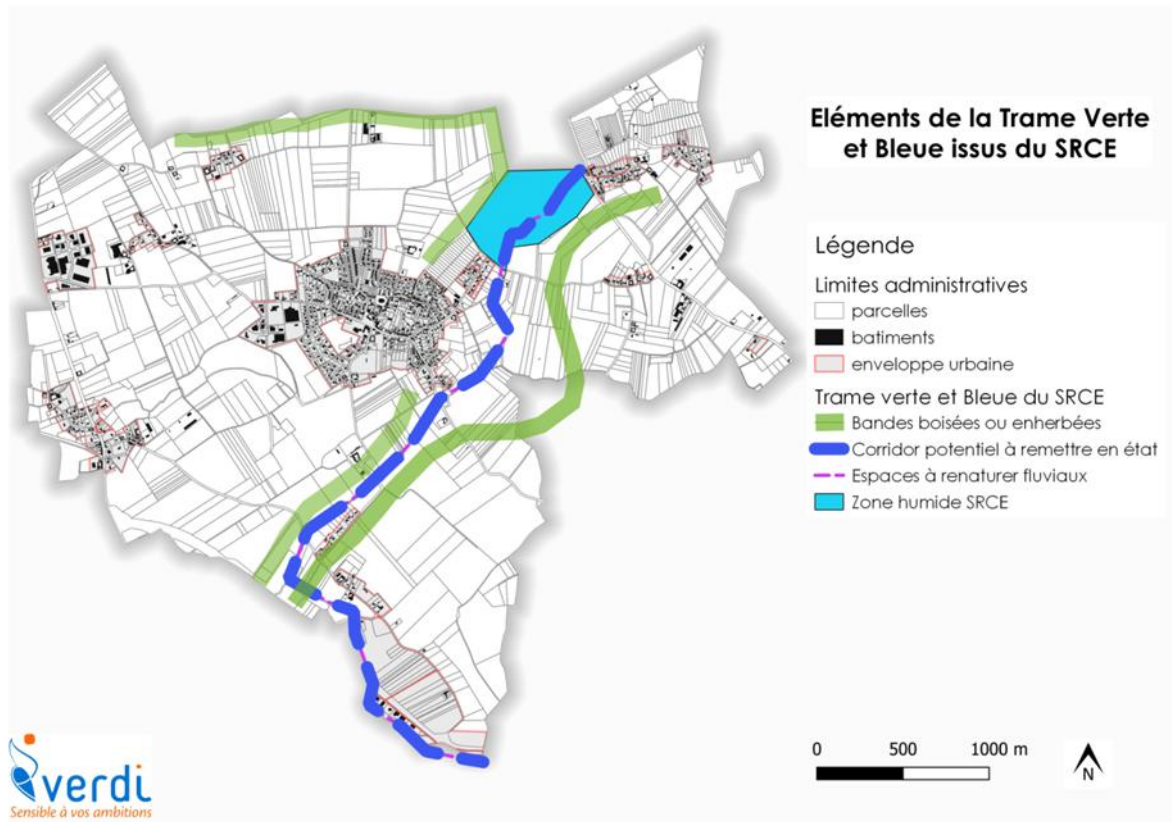 Eléments de la Trame Verte
et Bleue issus du SRCE
Légende
Limites administratives
parcelles
batiments
enveloppe urbaine
Trame verte et Bleue du SRCE
Bandes boisées ou enherbées
Corridor potentiel à remettre en état
Espaces à renaturer fluviaux
Zone humide SRCE
0 500 1000 m
N
verdi
Sensible à vos ambitions